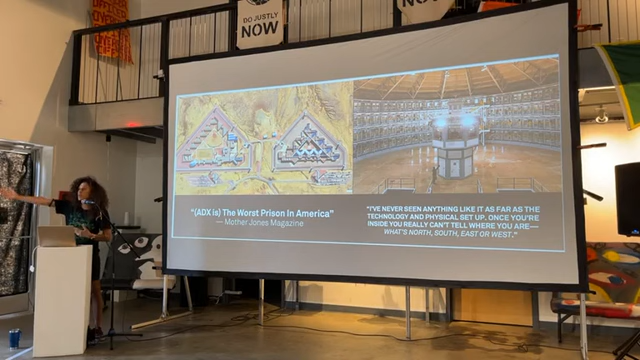 DO JUSTLY
NOW
"(ADX is) The Worst Prison In America"
— Mother Jones Magazine
"I'VE NEVER SEEN ANYTHING LIKE IT AS FAR AS THE
TECHNOLOGY AND PHYSICAL SET UP. ONCE YOU'RE
INSIDE YOU REALLY CAN'T TELL WHERE YOU ARE—
WHAT'S NORTH, SOUTH, EAST OR WEST."